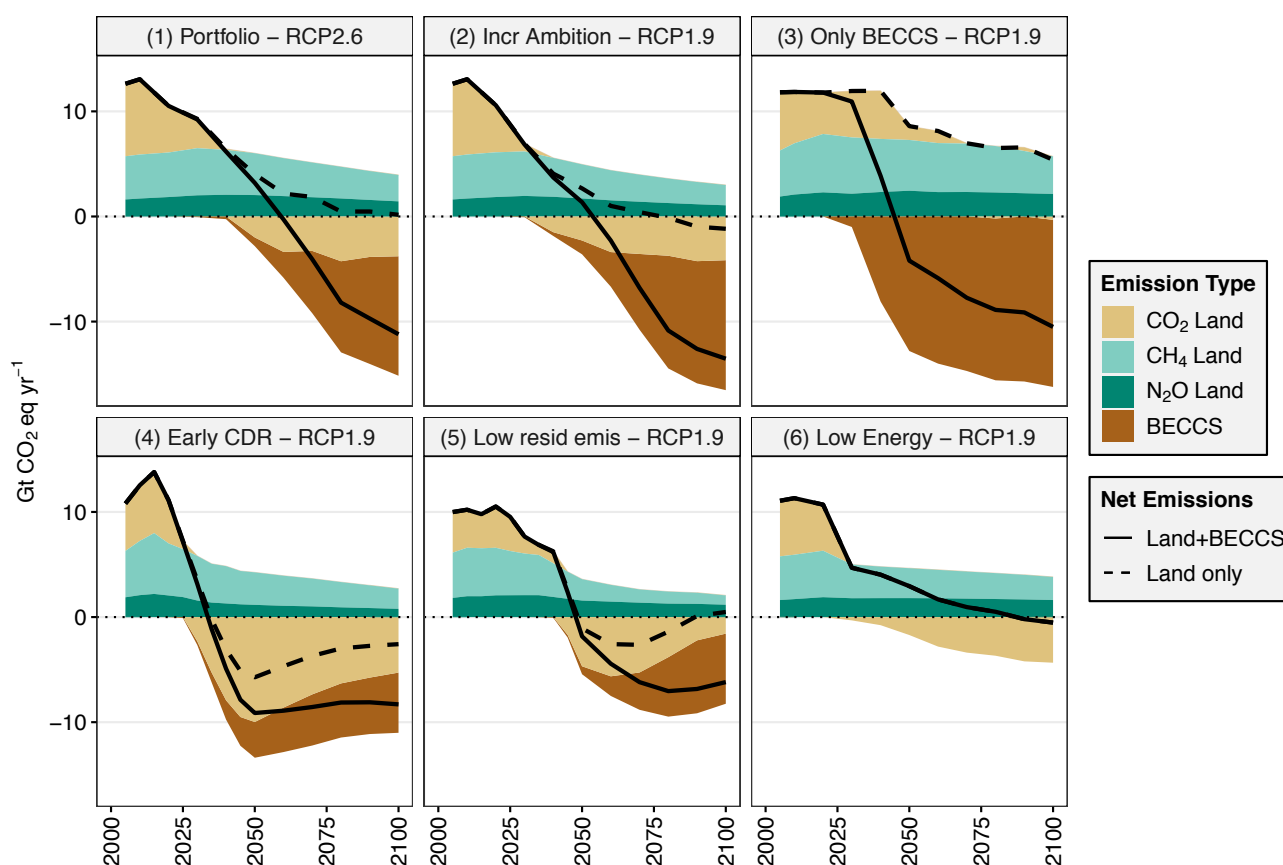 (1) Portfolio − RCP2.6
(2) Incr Ambition − RCP1.9
(3) Only BECCS − RCP1.9
10
0
−10
(4) Early CDR − RCP1.9
(5) Low resid emis − RCP1.9
(6) Low Energy − RCP1.9
10
0
−10
Gt CO₂ eq yr⁻¹
2000
2025
2050
2075
2100
2000
2025
2050
2075
2100
2000
2025
2050
2075
2100
Emission Type
CO₂ Land
CH₄ Land
N₂O Land
BECCS
Net Emissions
Land+BECCS
Land only